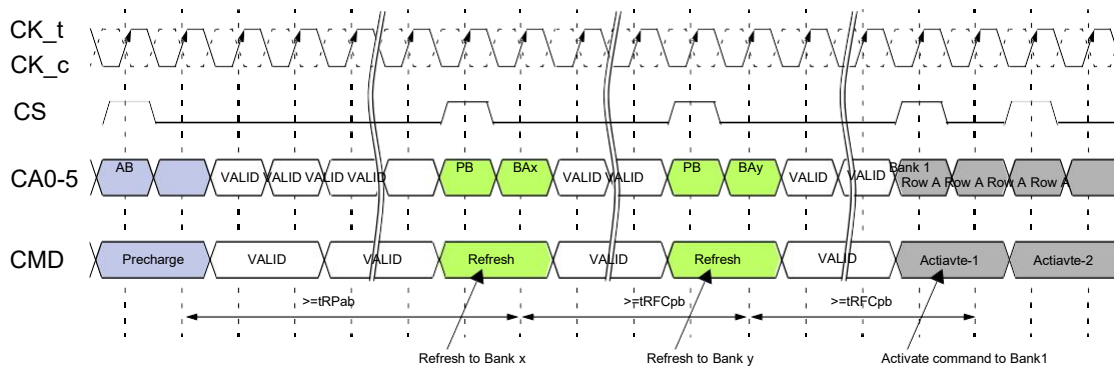 CK_t
CK_c
CS
CA0-5 AB VALID VALID VALID VALID PB BAx VALID VALID PB BAy VALID VALID Bank 1
Row A Row A Row A Row A
CMD Precharge VALID VALID Refresh VALID Refresh VALID Actiavte-1 Actiavte-2
>=tRPab >=tRFCpb >=tRFCpb
Refresh to Bank x Refresh to Bank y Activate command to Bank1